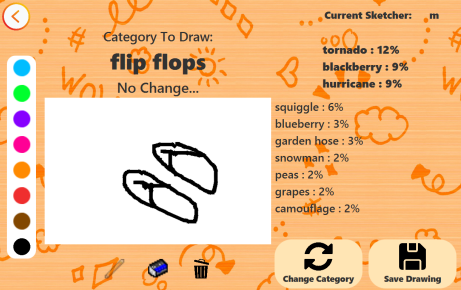 Current Sketcher: m
Category To Draw:
flip flops
No Change...
tornado : 12%
blackberry : 9%
hurricane : 9%
squiggle : 6%
blueberry : 3%
garden hose : 3%
snowman : 2%
peas : 2%
grapes : 2%
camouflage : 2%
Change Category
Save Drawing